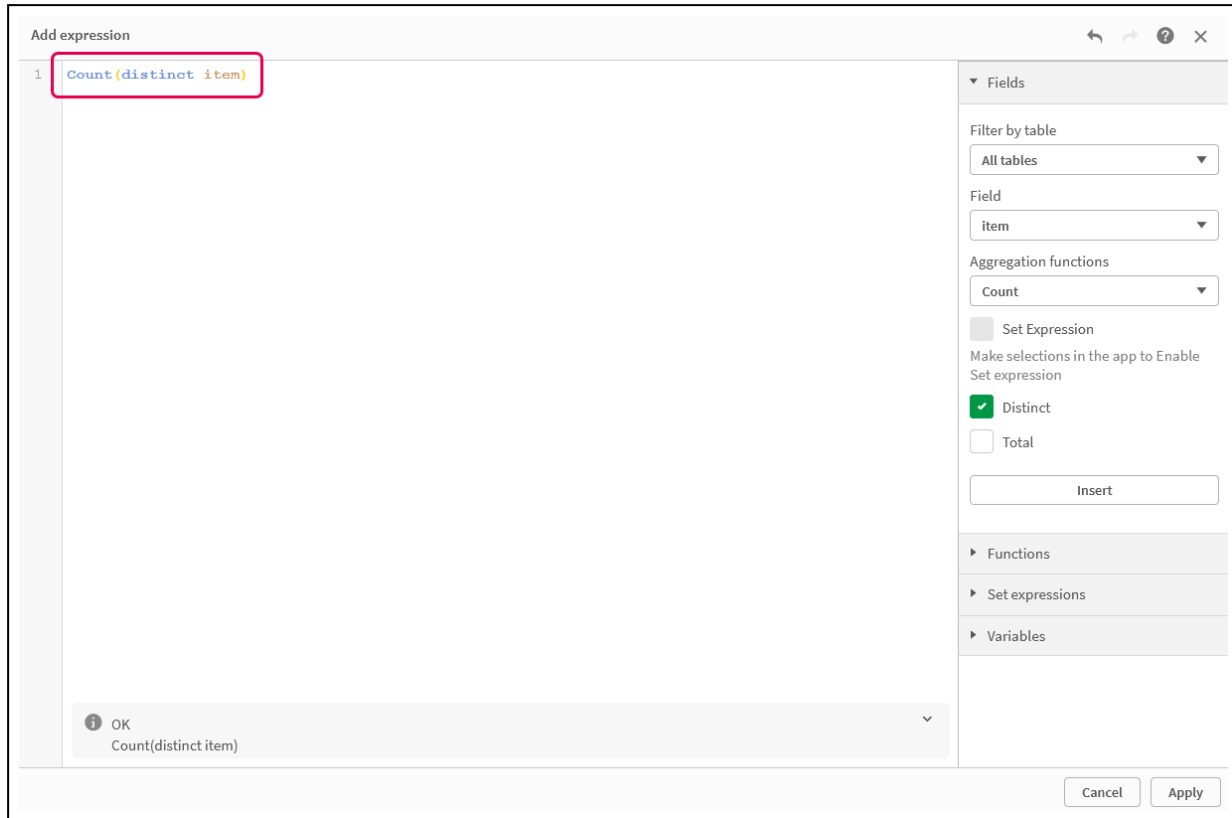 Add expression
1 Count(distinct item)
Fields
Filter by table
All tables
Field
item
Aggregation functions
Count
Set Expression
Make selections in the app to Enable
Set expression
Distinct
Total
Insert
Functions
Set expressions
Variables
OK
Count(distinct item)
Cancel Apply